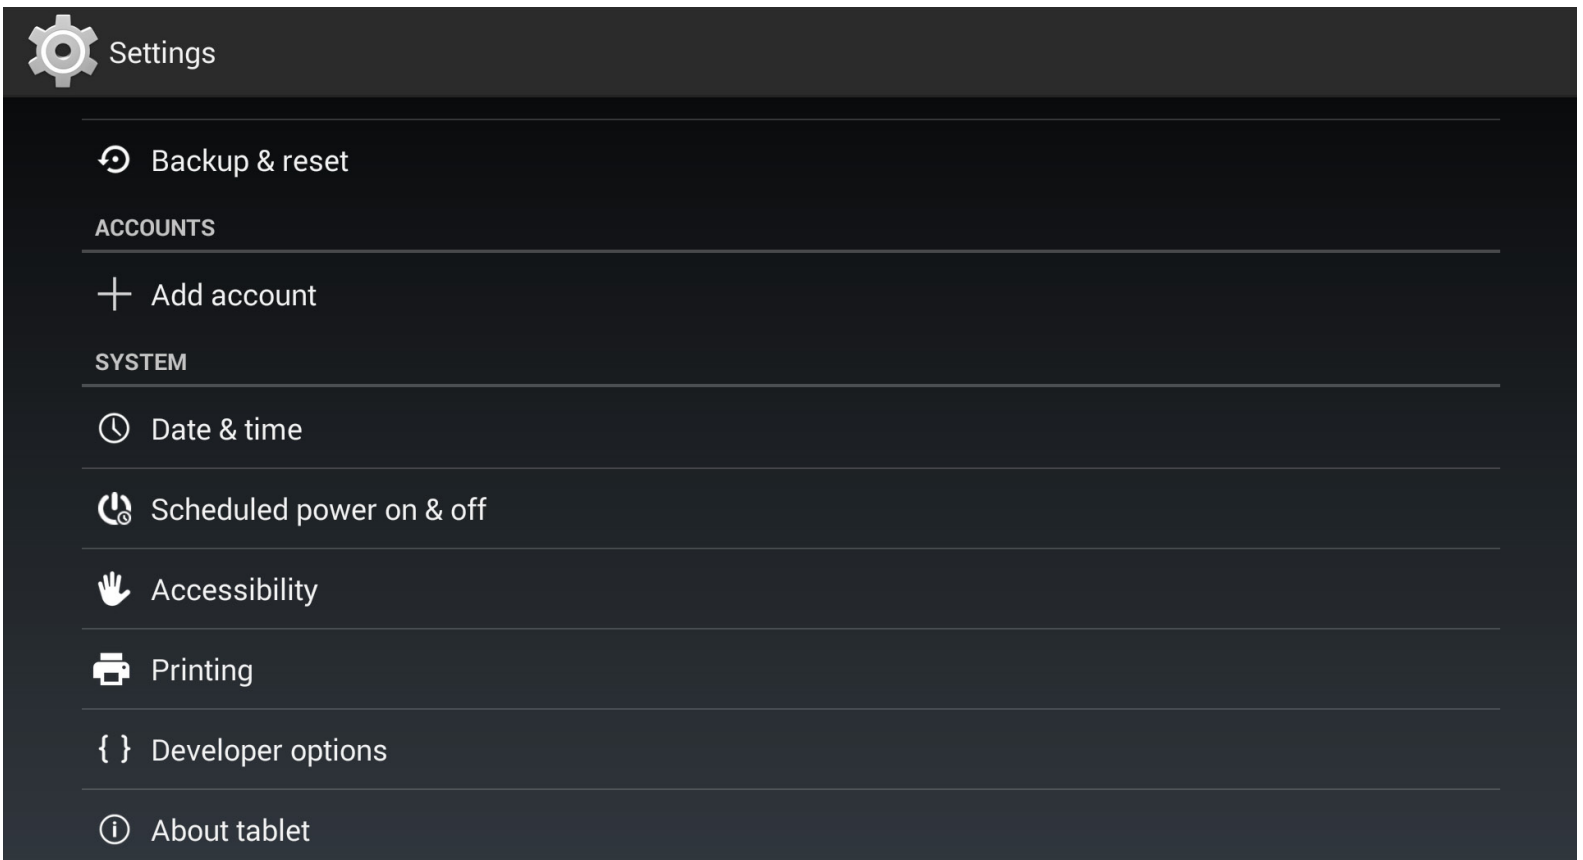 Settings
Backup & reset
ACCOUNTS
Add account
SYSTEM
Date & time
Scheduled power on & off
Accessibility
Printing
{ } Developer options
About tablet